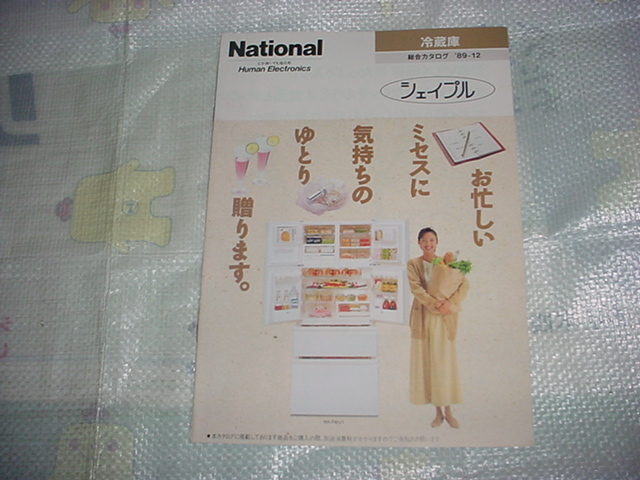 National
Human Electronics
冷蔵庫
総合カタログ '89-12
シェイプル
お忙しい
ミセスに
気持ちの
ゆとり
贈ります。